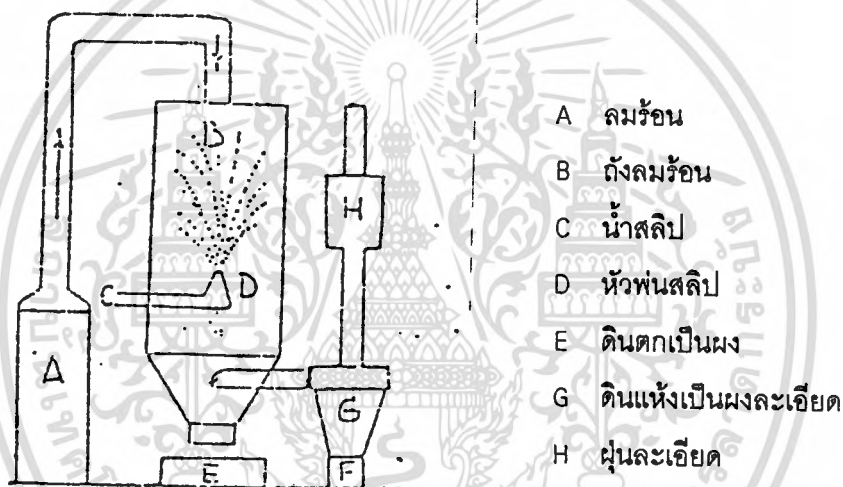 B
H
C
D
A
G
E
F
A ลมร้อน
B ถังลมร้อน
C น้ำสลิป
D หัวพ่นสลิป
E ดินตกเป็นผง
G ดินแห้งเป็นผงละเอียด
H ฝุ่นละเอียด